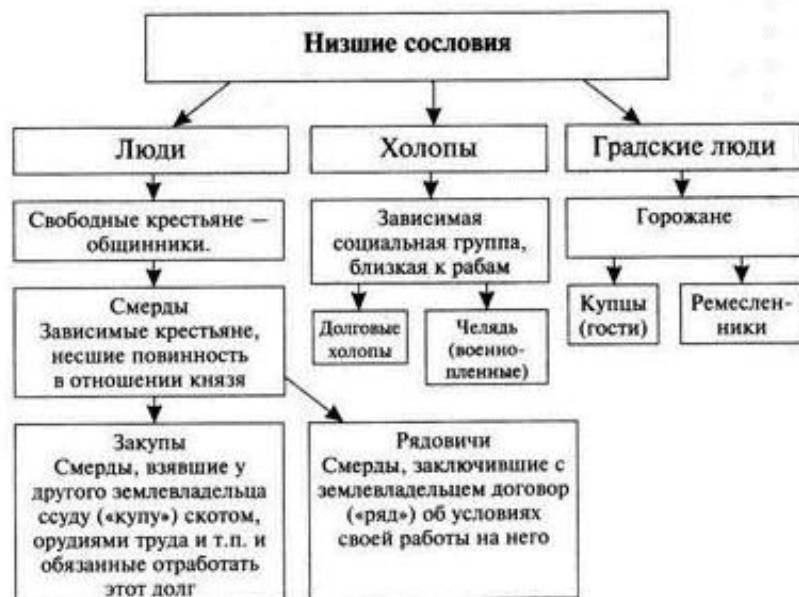 Низшие сословия
Люди
Холопы
Градские люди
Свободные крестьяне —
общинники.
Зависимая
социальная группа,
близкая к рабам
Горожане
Смерды
Зависимые крестьяне,
несшие повинность
в отношении князя
Долговые
холопы
Челядь
(военно-
пленные)
Купцы
(гости)
Ремеслен-
ники
Закупы
Смерды, взявшие у
другого землевладельца
ссуду («купу») скотом,
орудиями труда и т.п. и
обязанные отработать
этот долг
Рядовичи
Смерды, заключившие с
землевладельцем договор
(«ряд») об условиях
своей работы на него